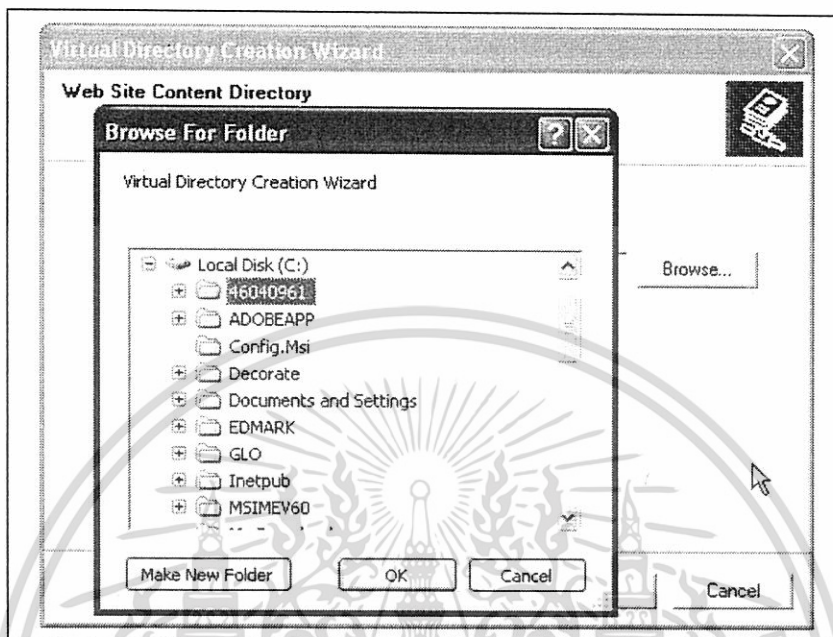 Virtual Directory Creation Wizard
Web Site Content Directory
Browse For Folder
Virtual Directory Creation Wizard
Local Disk (C:)
46040961
ADOBEAPP
Config.Msi
Decorate
Documents and Settings
EDMARK
GLO
Inetpub
MSIMEV60
Browse...
Make New Folder
OK
Cancel
Cancel